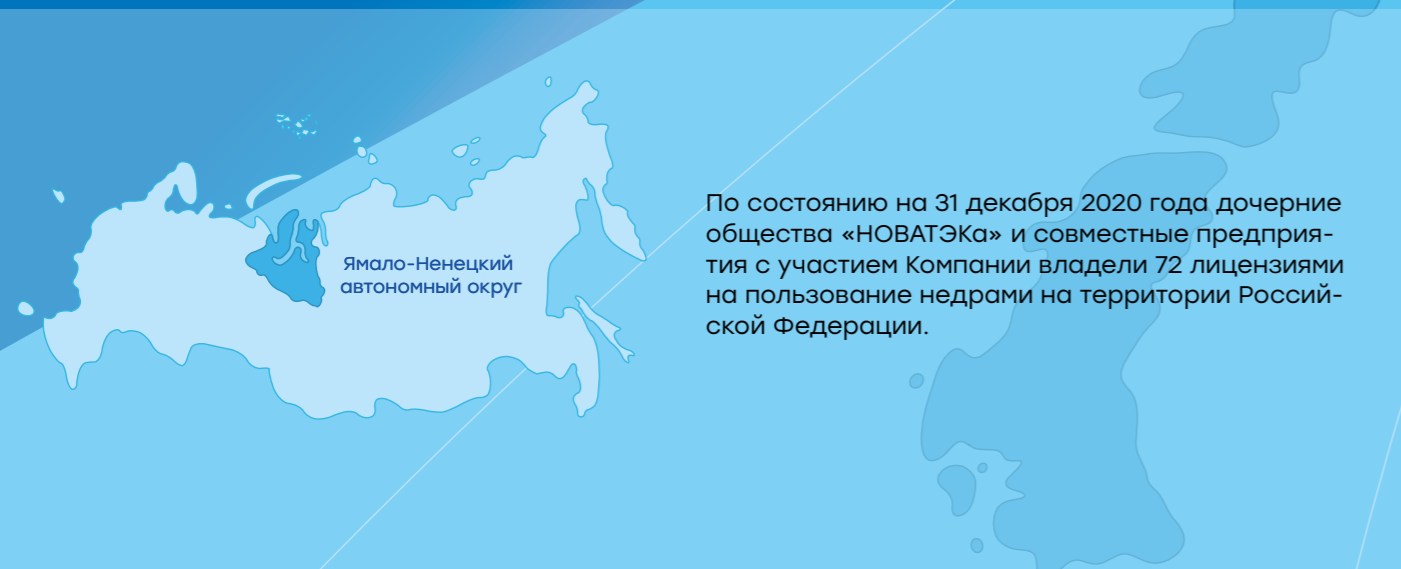 Ямало-Ненецкий
автономный округ
По состоянию на 31 декабря 2020 года дочерние
общества «НОВАТЭКа» и совместные предприя-
тия с участием Компании владели 72 лицензиями
на пользование недрами на территории Россий-
ской Федерации.